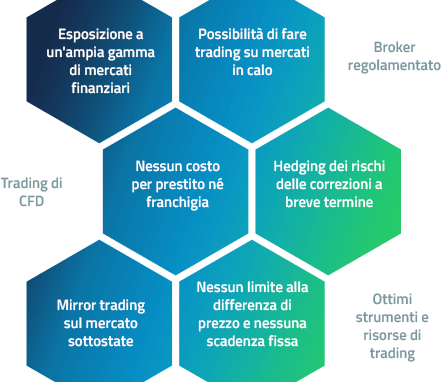 Esposizione a
un'ampia gamma
di mercati
finanziari
Possibilità di fare
trading su mercati
in calo
Broker
regolamentato
Trading di
CFD
Nessun costo
per prestito né
franchigia
Hedging dei rischi
delle correzioni a
breve termine
Mirror trading
sul mercato
sottostate
Nessun limite alla
differenza di
prezzo e nessuna
scadenza fissa
Ottimi
strumenti e
risorse di
trading